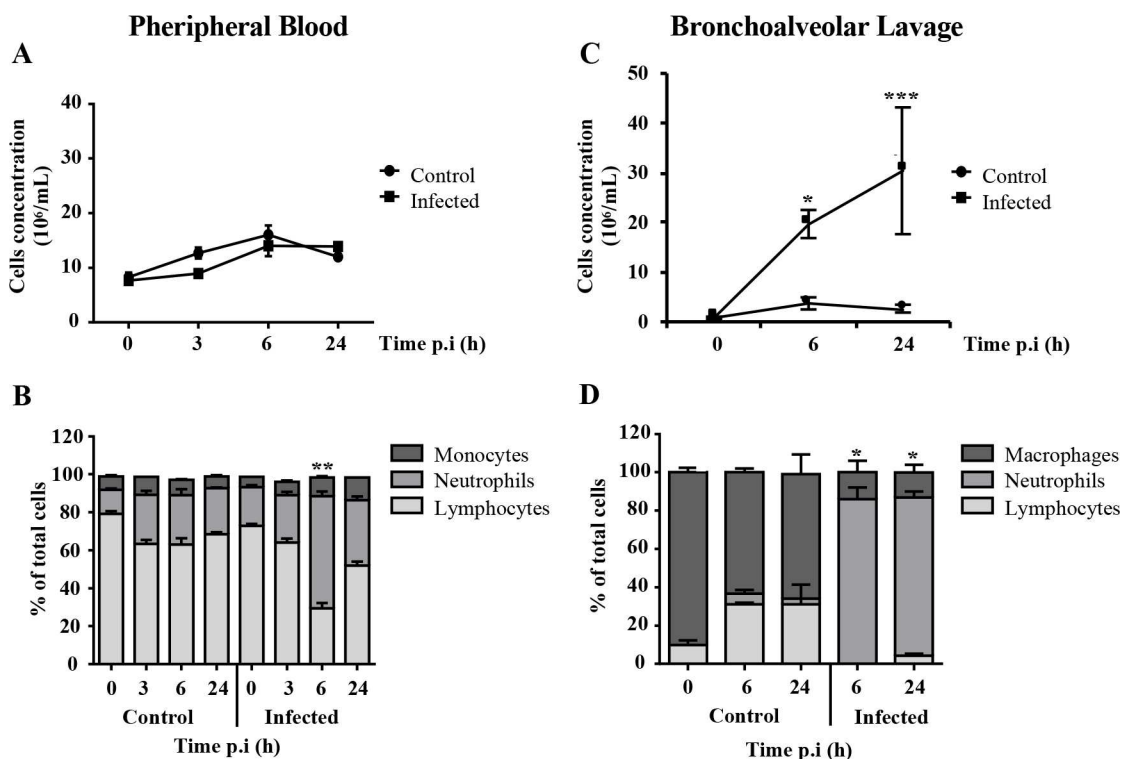 Pheripheral Blood
A
40
30
20
10
0
Cells concentration
(10⁶/mL)
Control
Infected
0 3 6 24 Time p.i (h)
Bronchoalveolar Lavage
C
50
40
30
20
10
0
Cells concentration
(10⁶/mL)
*
***
Control
Infected
0 6 24 Time p.i (h)
B
120
100
80
60
40
20
0
% of total cells
**
Monocytes
Neutrophils
Lymphocytes
0 3 6 24 0 3 6 24
Control Infected
Time p.i (h)
D
120
100
80
60
40
20
0
% of total cells
* *
Macrophages
Neutrophils
Lymphocytes
0 6 24 6 24
Control Infected
Time p.i (h)